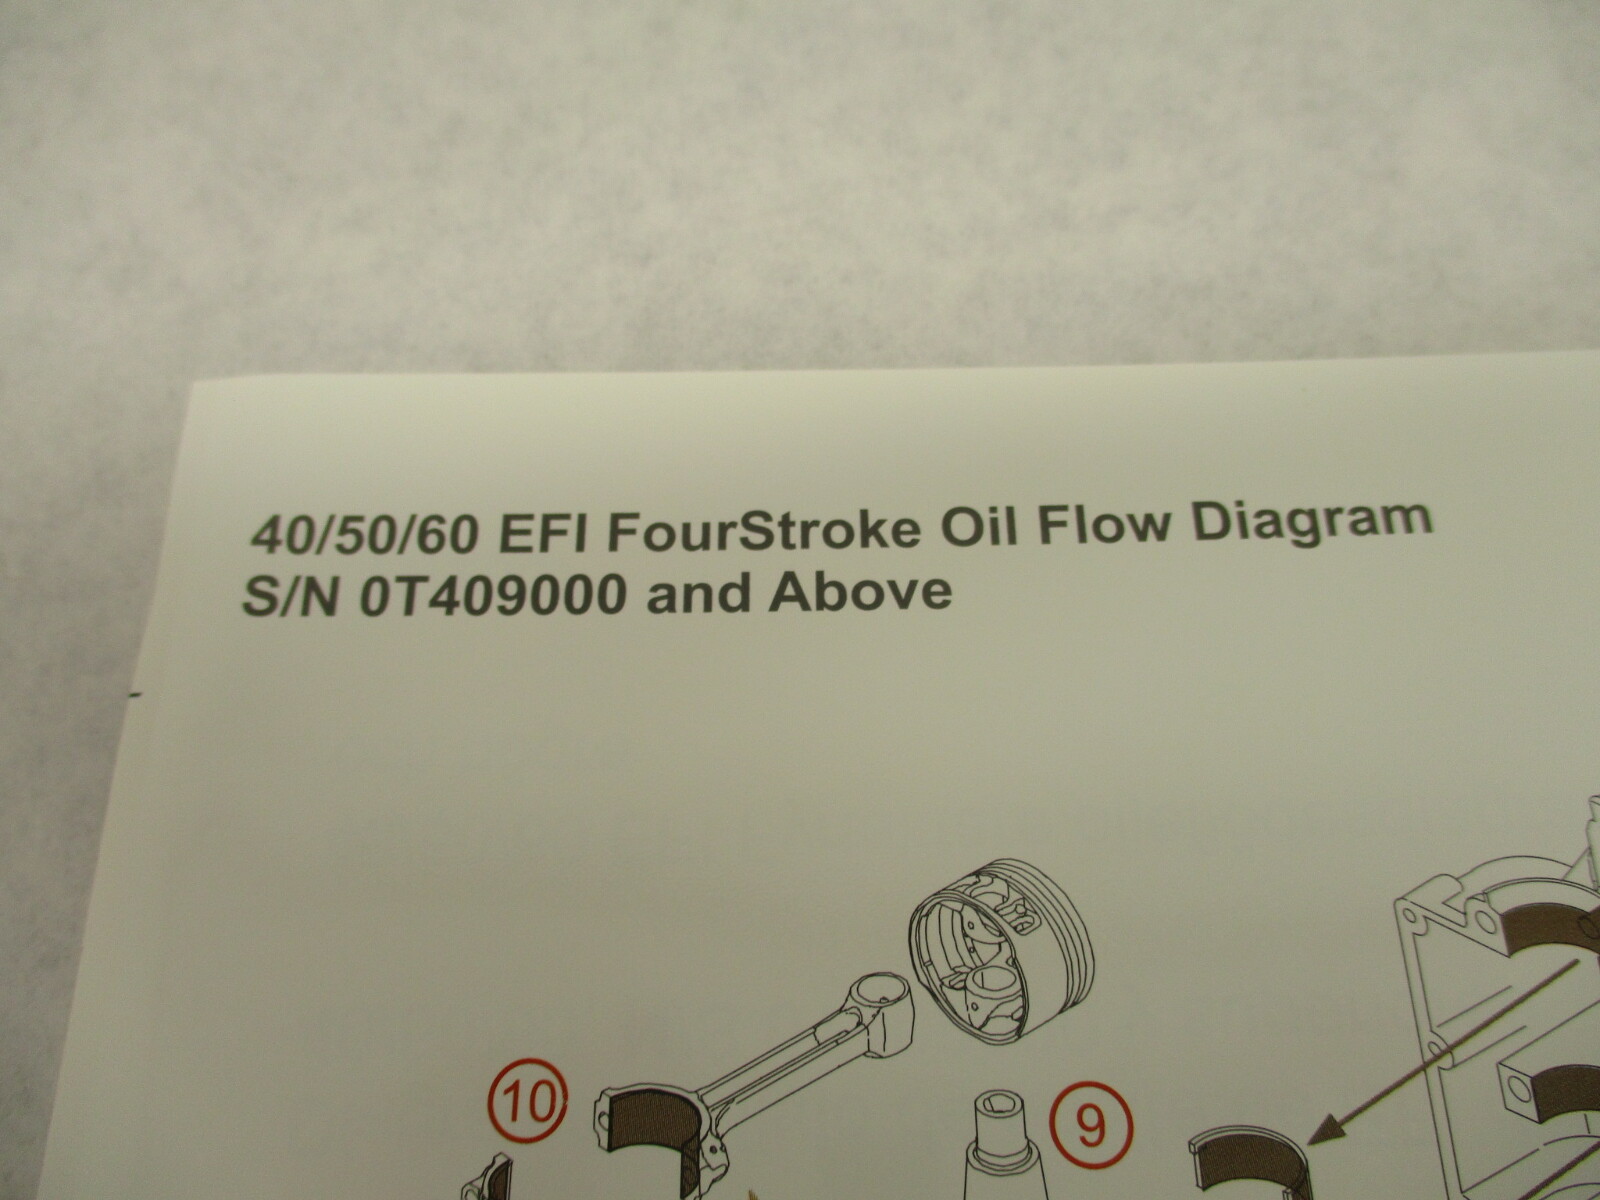 40/50/60 EFI FourStroke Oil Flow Diagram
S/N 0T409000 and Above
10
9